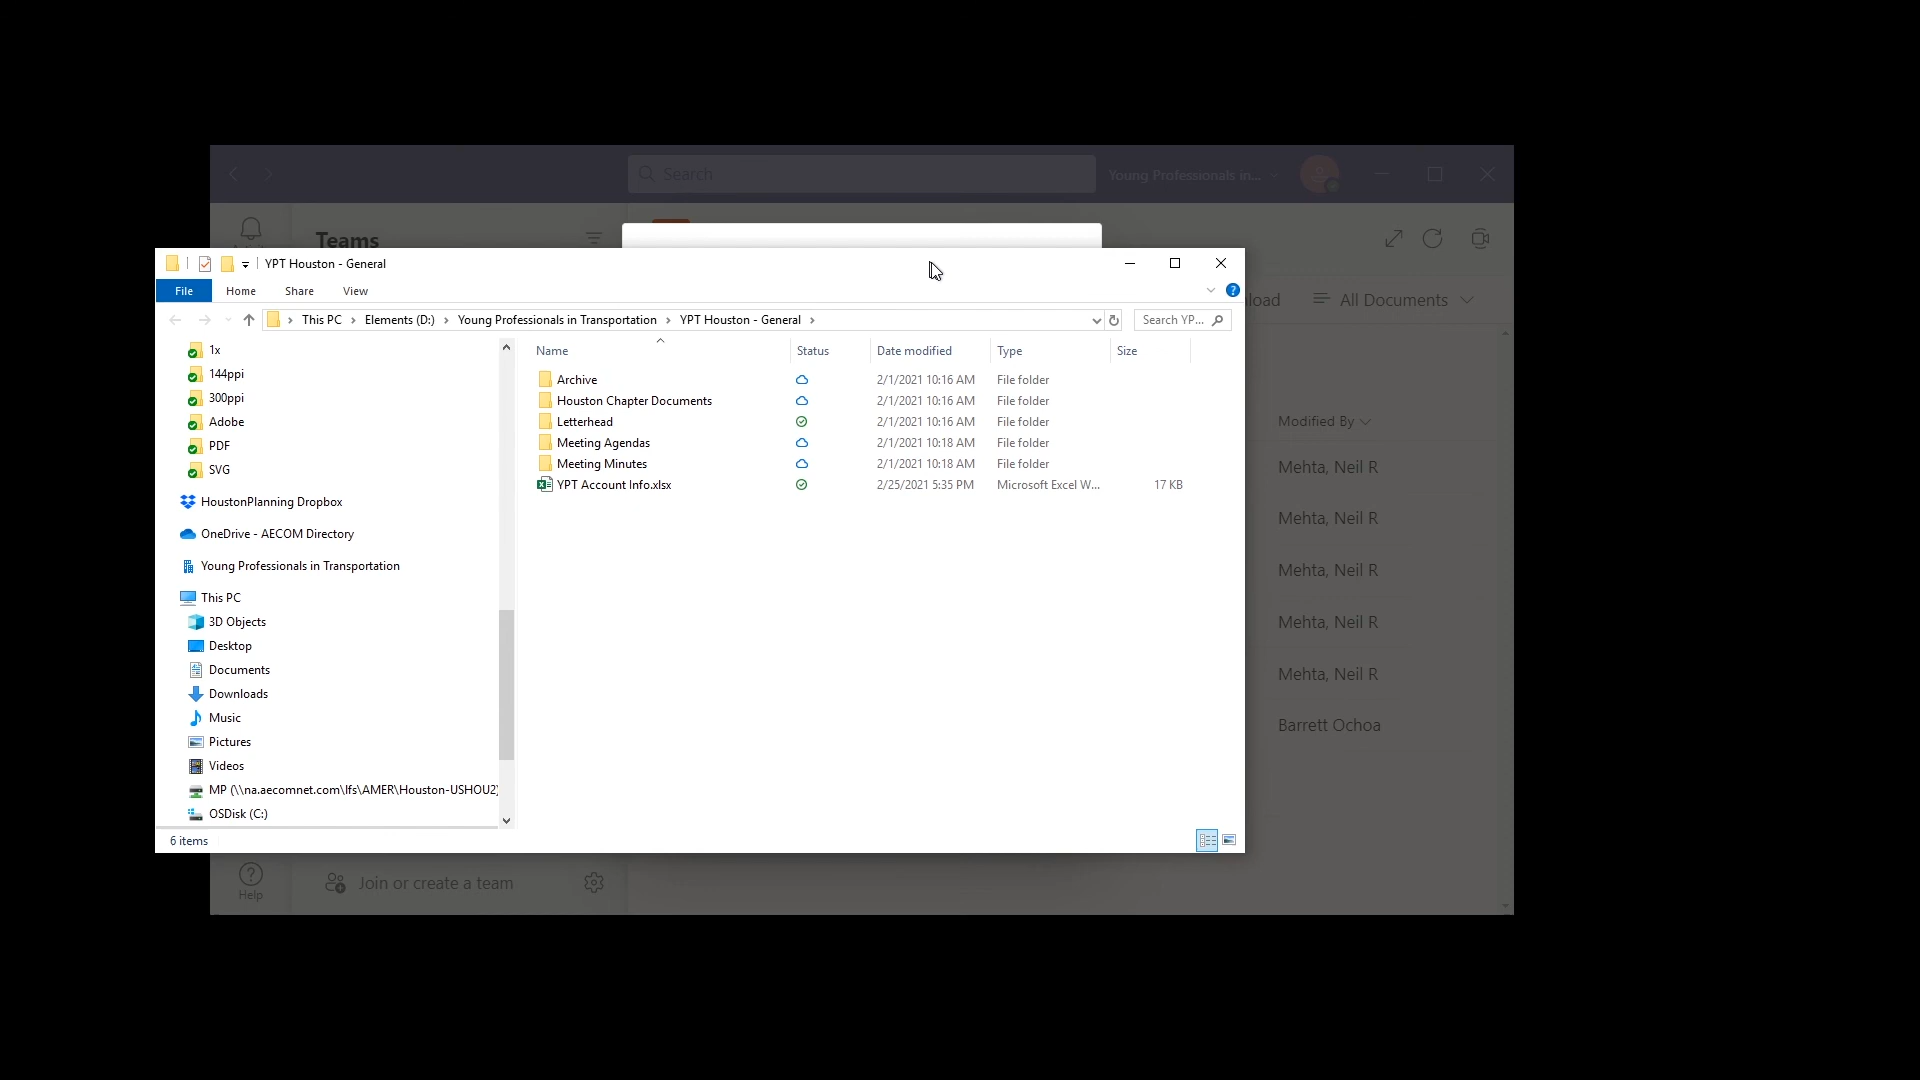 Search
Young Professionals in...
Teams
YPT Houston - General
File Home Share View
load All Documents
This PC Elements (D:) Young Professionals in Transportation YPT Houston - General
Search YP...
Name Status Date modified Type Size
1x
144ppi
300ppi
Adobe
PDF
SVG
HoustonPlanning Dropbox
OneDrive - AECOM Directory
Young Professionals in Transportation
This PC
3D Objects
Desktop
Documents
Downloads
Music
Pictures
Videos
MP (\\na.aecomnet.com\lfs\AMER\Houston-USHOU2)
OSDisk (C:)
Archive 2/1/2021 10:16 AM File folder
Houston Chapter Documents 2/1/2021 10:16 AM File folder
Letterhead 2/1/2021 10:16 AM File folder
Meeting Agendas 2/1/2021 10:18 AM File folder
Meeting Minutes 2/1/2021 10:18 AM File folder
YPT Account Info.xlsx 2/25/2021 5:35 PM Microsoft Excel W... 17 KB
Modified By
Mehta, Neil R
Mehta, Neil R
Mehta, Neil R
Mehta, Neil R
Mehta, Neil R
Barrett Ochoa
6 items
Help
Join or create a team